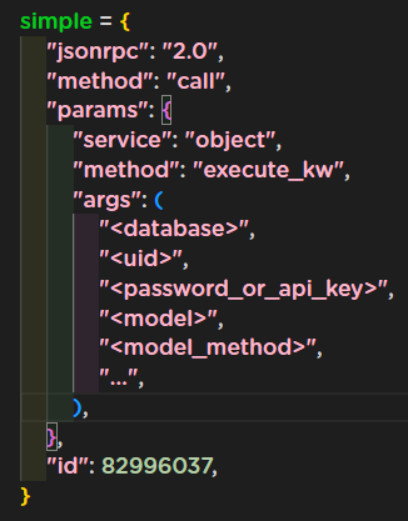 simple = {
"jsonrpc": "2.0",
"method": "call",
"params": {
"service": "object",
"method": "execute_kw",
"args": (
"<database>",
"<uid>",
"<password_or_api_key>",
"<model>",
"<model_method>",
"...",
),
},
"id": 82996037,
}